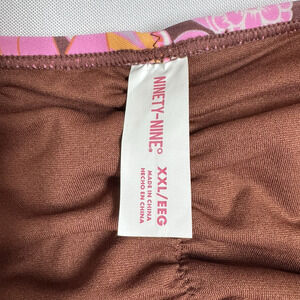 NINETY-NINE°
XXL/EEG
MADE IN CHINA
HECHO EN CHINA